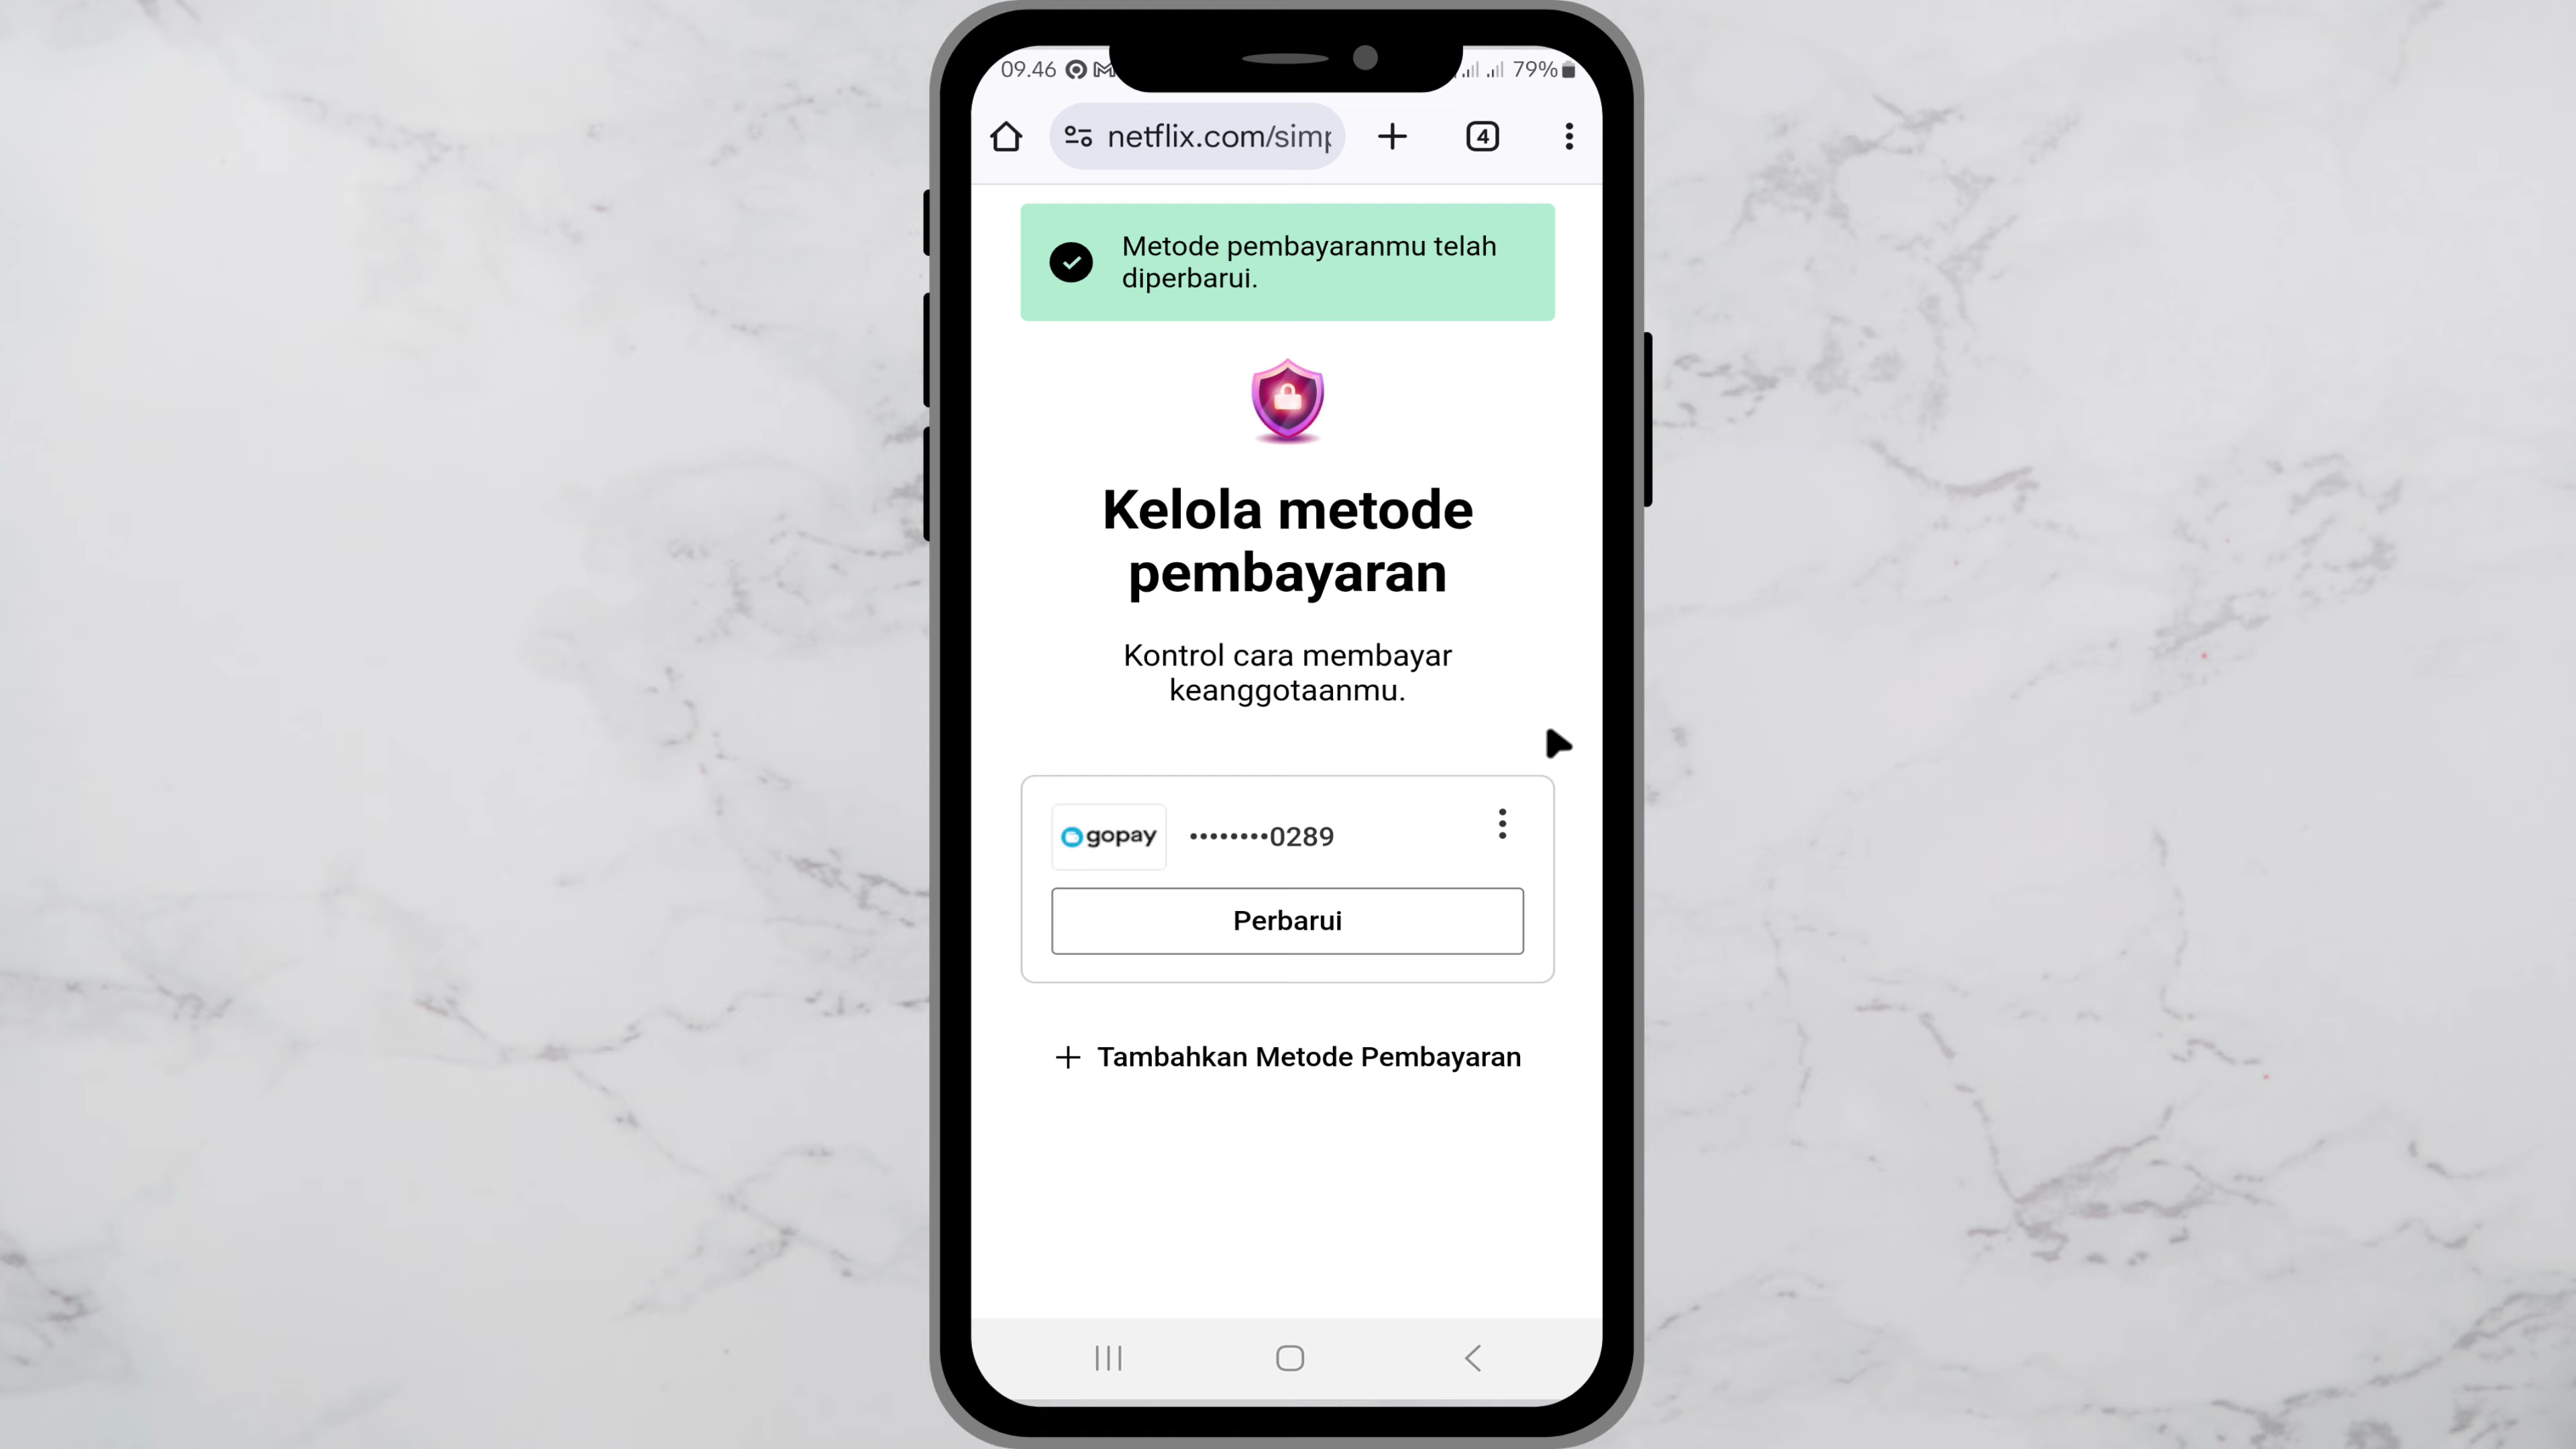 09.46
79%
netflix.com/simp
4
Metode pembayaranmu telah
diperbarui.
Kelola metode
pembayaran
Kontrol cara membayar
keanggotaanmu.
gopay ••••••••0289
Perbarui
+ Tambahkan Metode Pembayaran